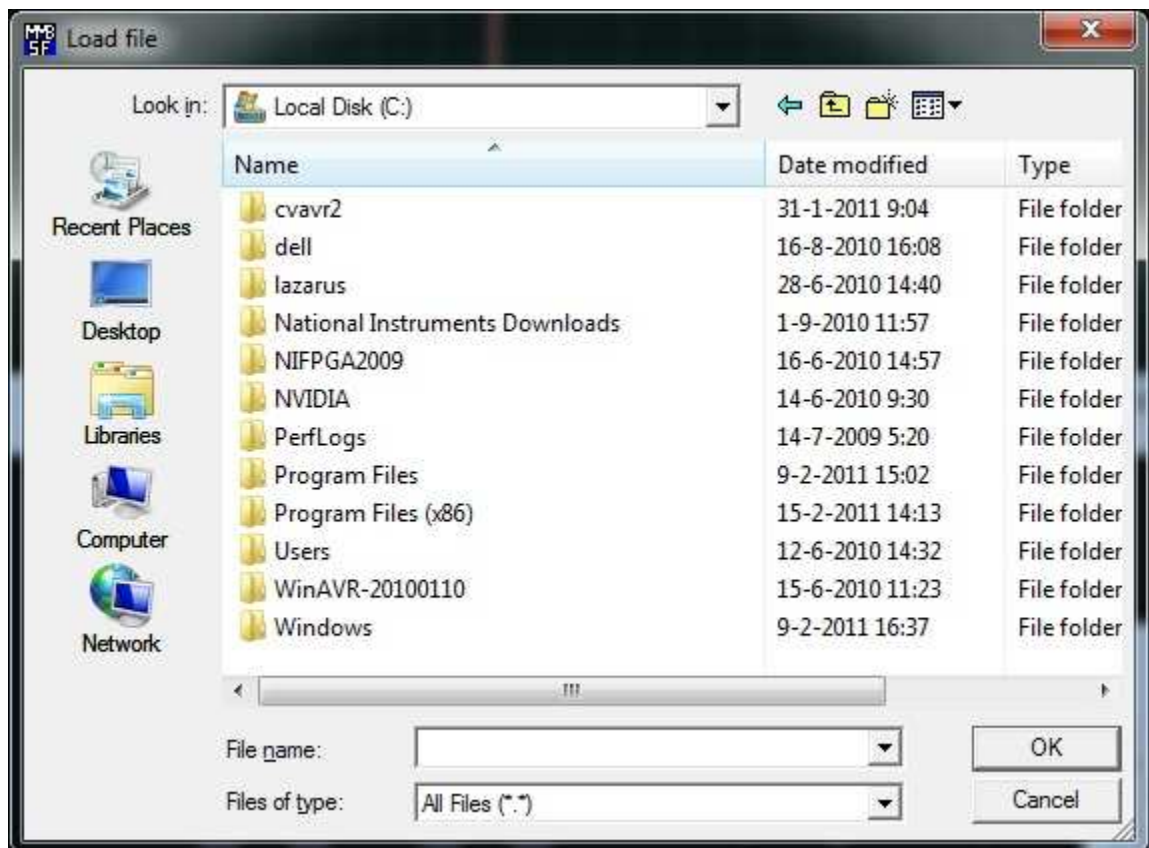 MMB
SF
Load file
X
Look in: Local Disk (C:)
Name Date modified Type
cvavr2 31-1-2011 9:04 File folder
dell 16-8-2010 16:08 File folder
lazarus 28-6-2010 14:40 File folder
National Instruments Downloads 1-9-2010 11:57 File folder
NIFPGA2009 16-6-2010 14:57 File folder
NVIDIA 14-6-2010 9:30 File folder
PerfLogs 14-7-2009 5:20 File folder
Program Files 9-2-2011 15:02 File folder
Program Files (x86) 15-2-2011 14:13 File folder
Users 12-6-2010 14:32 File folder
WinAVR-20100110 15-6-2010 11:23 File folder
Windows 9-2-2011 16:37 File folder
Recent Places
Desktop
Libraries
Computer
Network
File name: OK
Files of type: All Files (*.*) Cancel